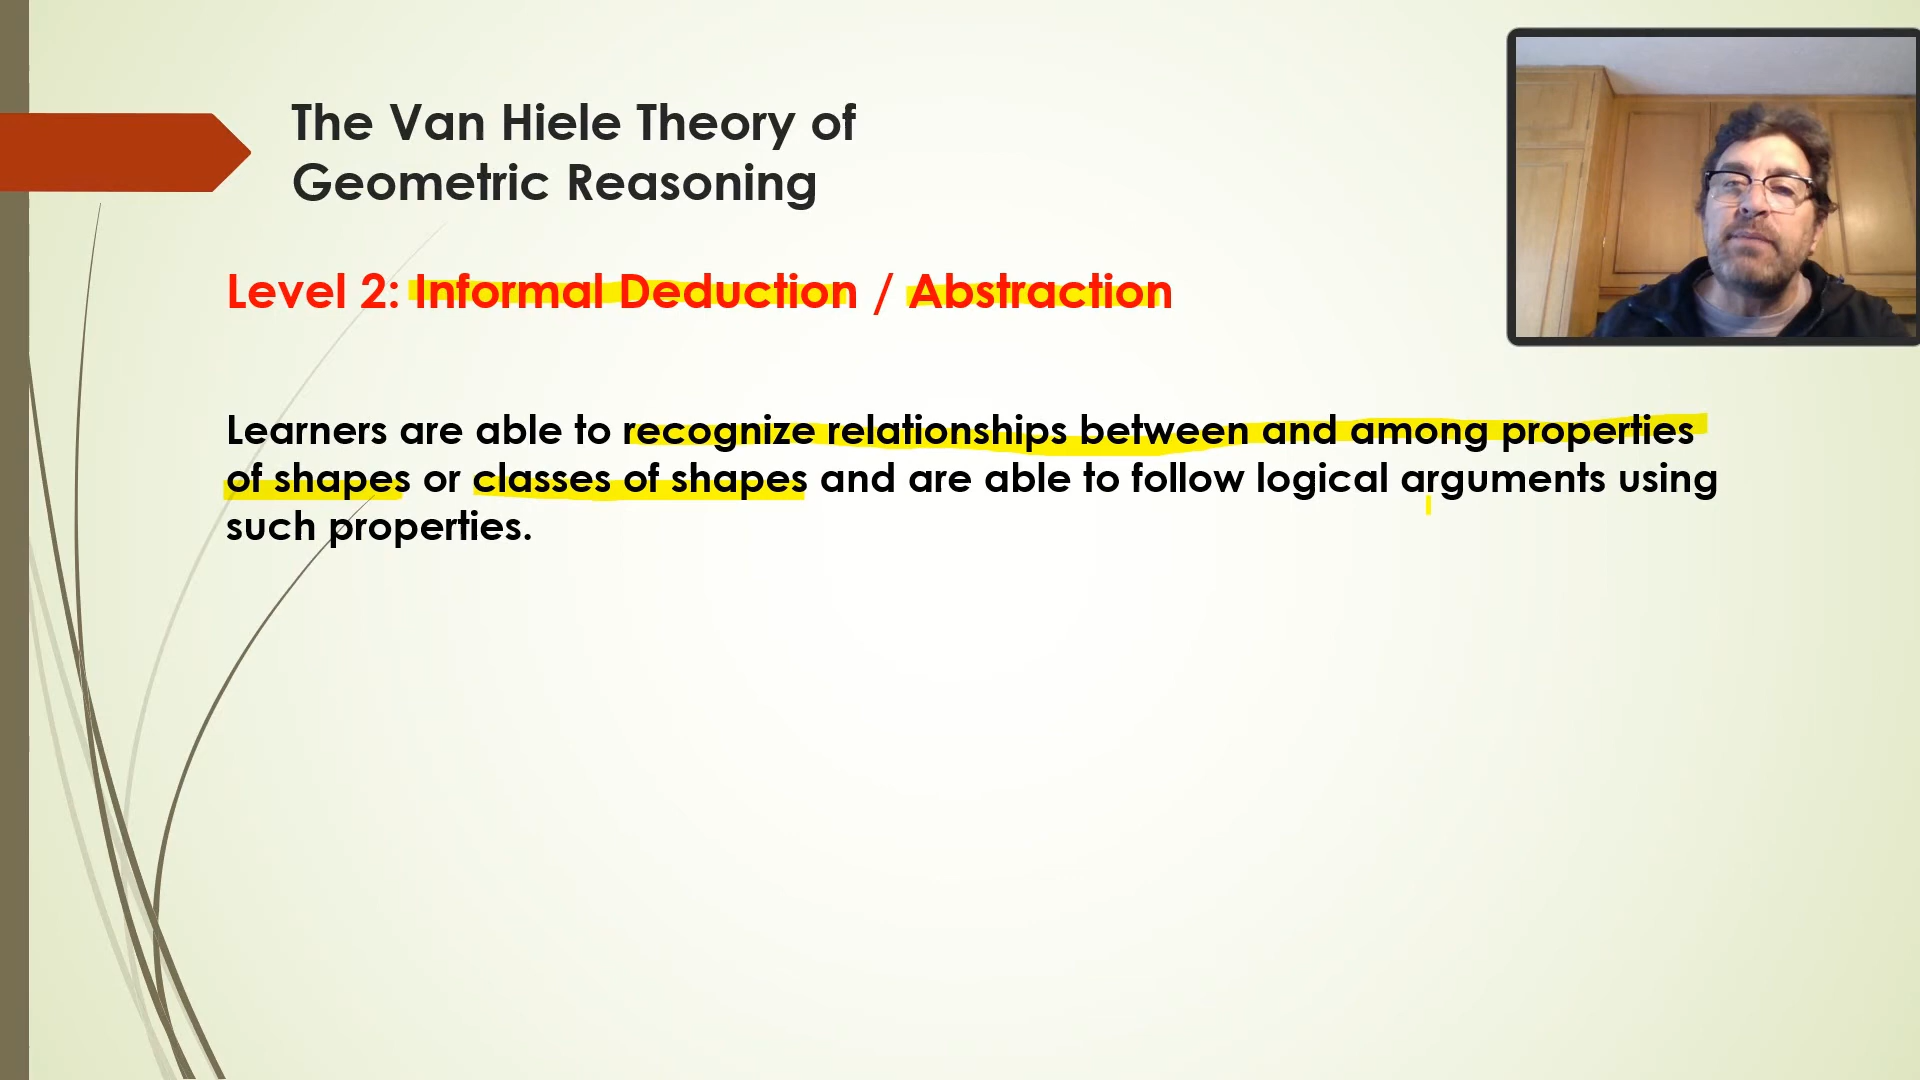 The Van Hiele Theory of
Geometric Reasoning
Level 2: Informal Deduction / Abstraction
Learners are able to recognize relationships between and among properties
of shapes or classes of shapes and are able to follow logical arguments using
such properties.